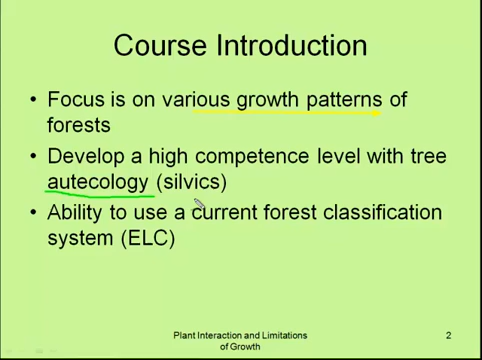 Course Introduction
• Focus is on various growth patterns of
forests
• Develop a high competence level with tree
autecology (silvics)
• Ability to use a current forest classification
system (ELC)
Plant Interaction and Limitations
of Growth
2